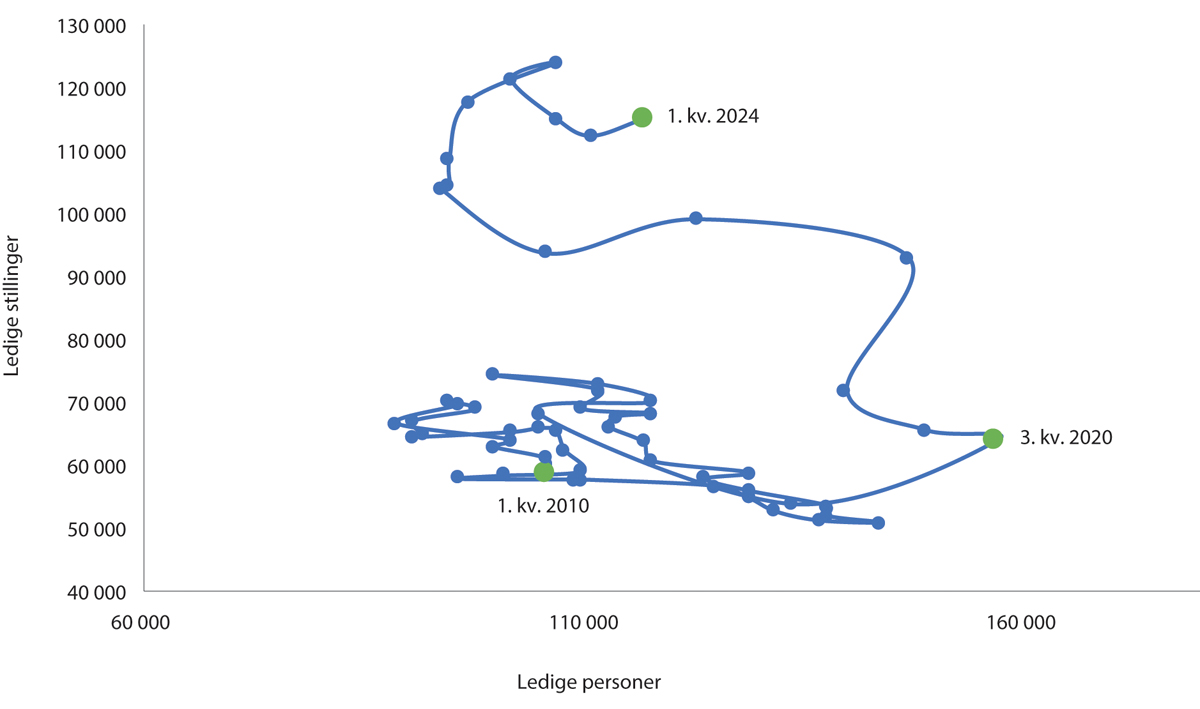 130 000
120 000
1. kv. 2024
110 000
100 000
Ledige stillinger
90 000
80 000
70 000
3. kv. 2020
60 000
1. kv. 2010
50 000
40 000
60 000 110 000 160 000
Ledige personer